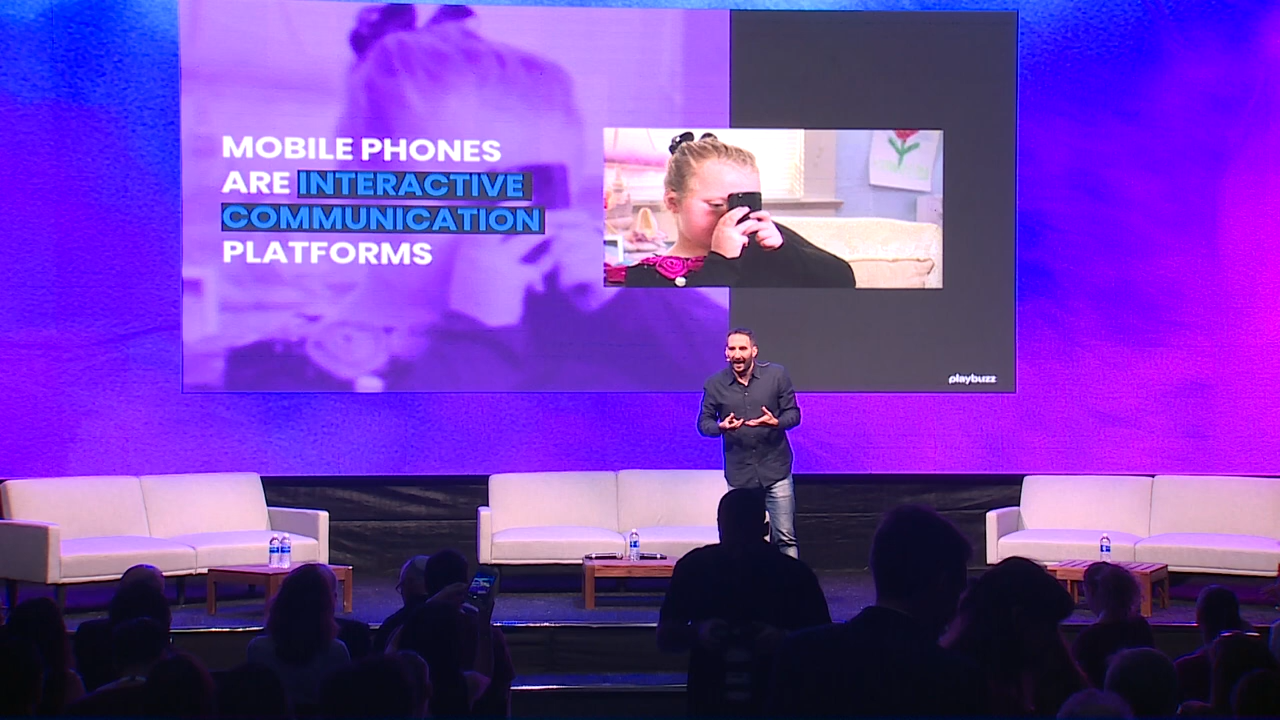 MOBILE PHONES
ARE INTERACTIVE
COMMUNICATION
PLATFORMS
playbuzz